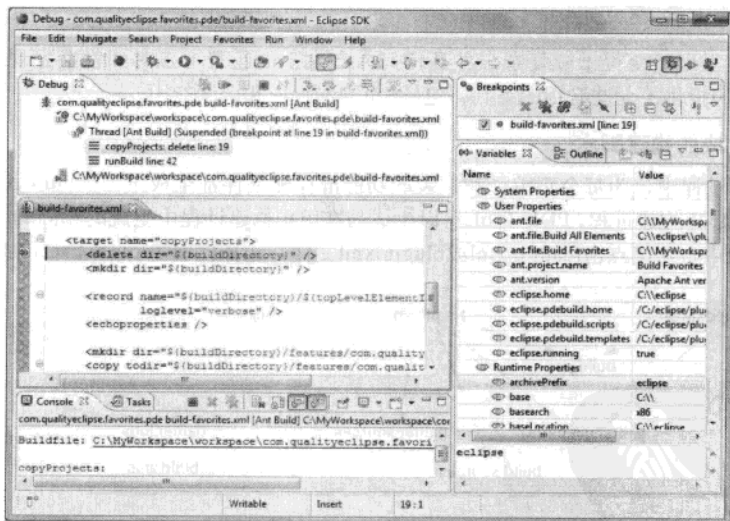 Debug - com.qualityeclipse.favorites.pde/build-favorites.xml - Eclipse SDK
File Edit Navigate Search Project Favorites Run Window Help
Debug
com.qualityeclipse.favorites.pde build-favorites.xml [Ant Build]
C:\MyWorkspace\workspace\com.qualityeclipse.favorites.pde\build-favorites.xml
Thread [Ant Build] (Suspended (breakpoint at line 19 in build-favorites.xml))
copyProjects: delete line: 19
runBuild line: 42
C:\MyWorkspace\workspace\com.qualityeclipse.favorites.pde\build-favorites.xml
Breakpoints
build-favorites.xml [line: 19]
Variables Outline
Name Value
System Properties
User Properties
ant.file C:\\MyWorkspa
ant.file.Build All Elements C:\\eclipse\\plu
ant.file.Build Favorites C:\\MyWorkspa
ant.project.name Build Favorites
ant.version Apache Ant ver
eclipse.home C:\\eclipse
eclipse.pdebuild.home /C:/eclipse/plu
eclipse.pdebuild.scripts /C:/eclipse/plu
eclipse.pdebuild.templates /C:/eclipse/plu
eclipse.running true
Runtime Properties
archivePrefix eclipse
base C:\\
basearch x86
baseLocation C:\\eclipse
eclipse
build-favorites.xml
<target name="copyProjects">
<delete dir="${buildDirectory}" />
<mkdir dir="${buildDirectory}" />
<record name="${buildDirectory}/${topLevelElementI
loglevel="verbose" />
<echoproperties />
<mkdir dir="${buildDirectory}/features/com.quality
<copy todir="${buildDirectory}/features/com.qualit
Console Tasks
com.qualityeclipse.favorites.pde build-favorites.xml [Ant Build] C:\MyWorkspace\workspace\co
Buildfile: C:\MyWorkspace\workspace\com.qualityeclipse.favori
copyProjects:
Writable Insert 19:1